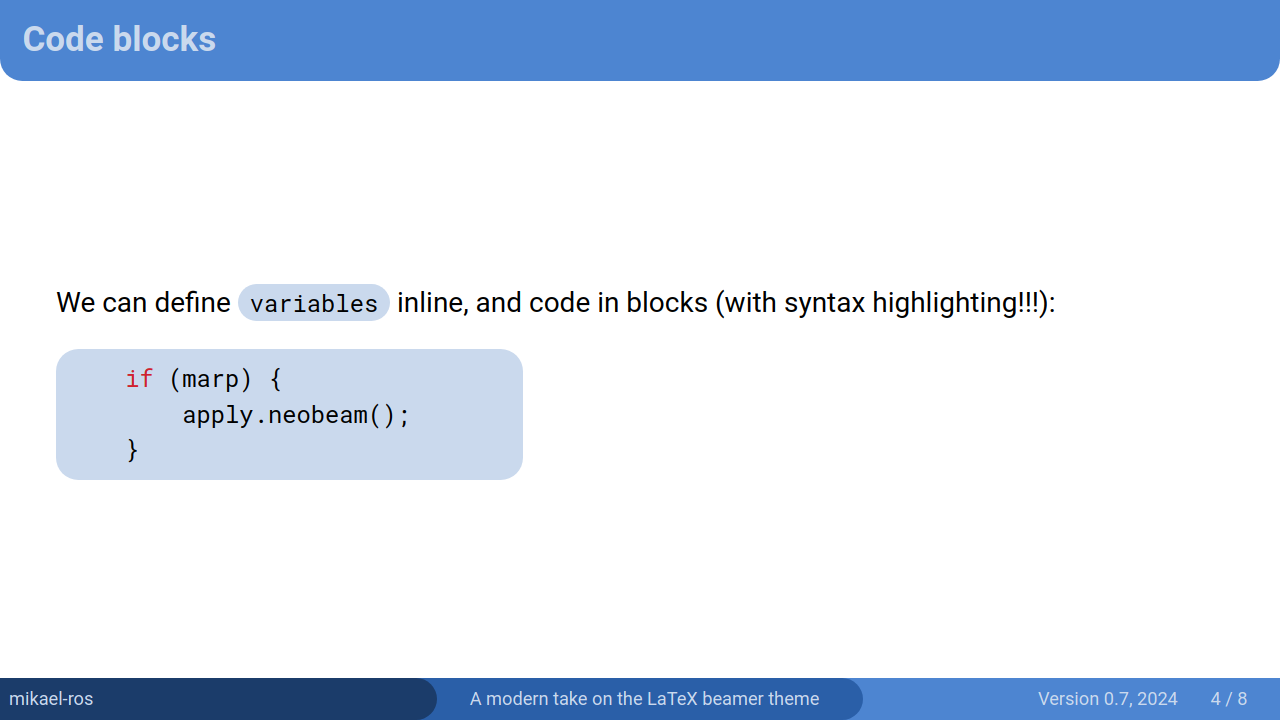 Code blocks
We can define variables inline, and code in blocks (with syntax highlighting!!!):
if (marp) {
    apply.neobeam();
}
mikael-ros
A modern take on the LaTeX beamer theme
Version 0.7, 2024
4 / 8